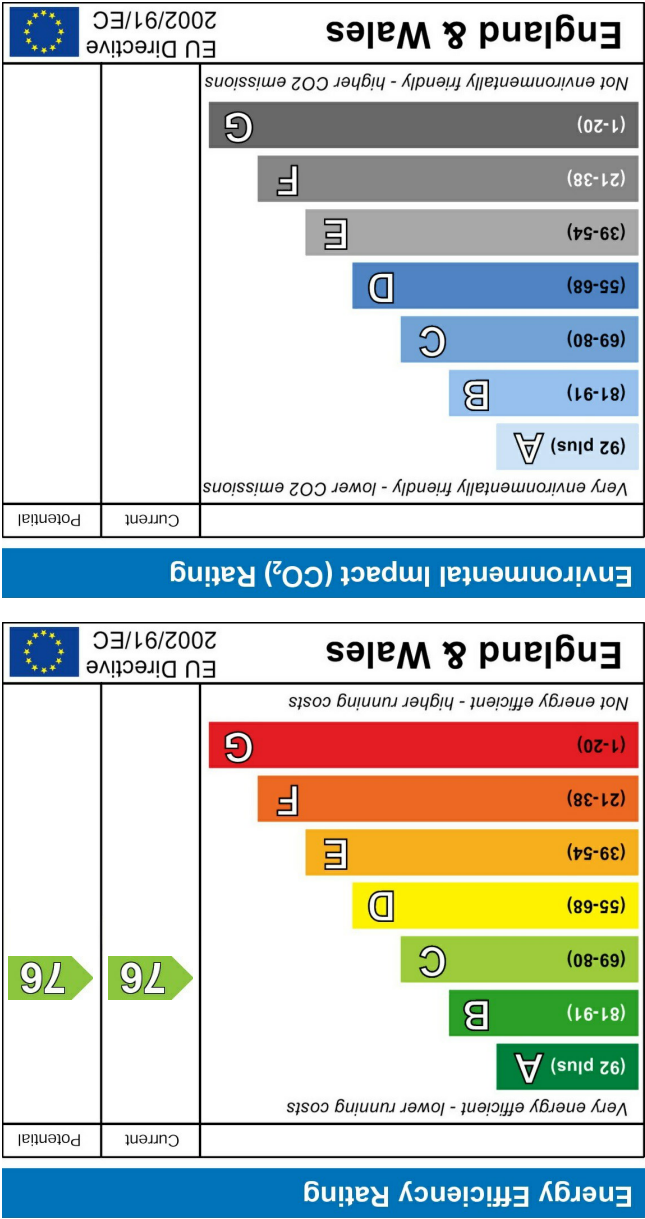 Energy Efficiency Rating
Current Potential
Very energy efficient - lower running costs
(92 plus) A
(81-91) B
(69-80) C
76 76
(55-68) D
(39-54) E
(21-38) F
(1-20) G
Not energy efficient - higher running costs
England & Wales
EU Directive
2002/91/EC
Environmental Impact (CO₂) Rating
Current Potential
Very environmentally friendly - lower CO2 emissions
(92 plus) A
(81-91) B
(69-80) C
(55-68) D
(39-54) E
(21-38) F
(1-20) G
Not environmentally friendly - higher CO2 emissions
England & Wales
EU Directive
2002/91/EC